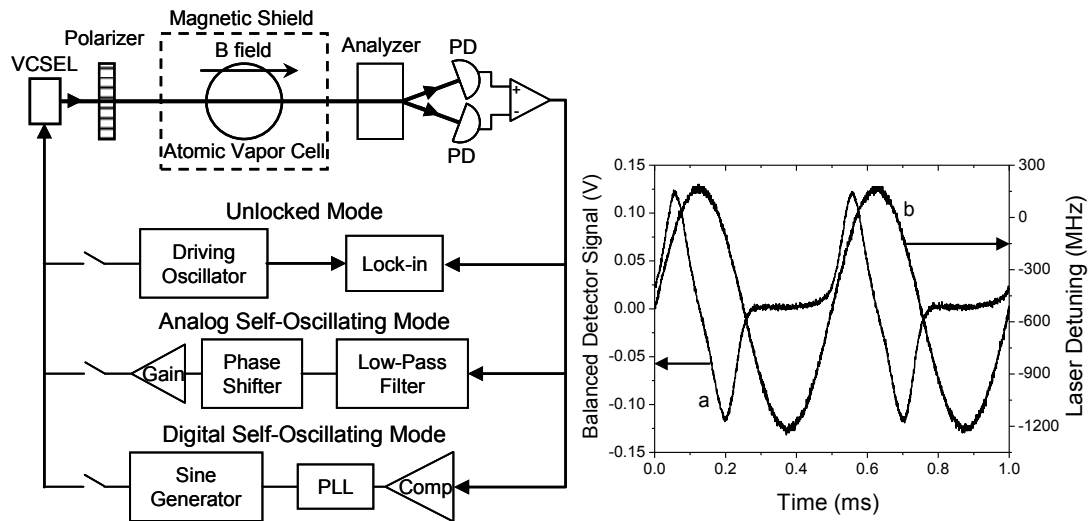 Magnetic Shield
Polarizer
B field
Analyzer
PD
VCSEL
+
-
Atomic Vapor Cell
PD
Unlocked Mode
Driving
Oscillator
Lock-in
Analog Self-Oscillating Mode
Gain
Phase
Shifter
Low-Pass
Filter
Digital Self-Oscillating Mode
Sine
Generator
PLL
Comp
Balanced Detector Signal (V)
0.15
0.10
0.05
0.00
-0.05
-0.10
-0.15
a
b
300
0
-300
-600
-900
-1200
Laser Detuning (MHz)
0.0 0.2 0.4 0.6 0.8 1.0
Time (ms)